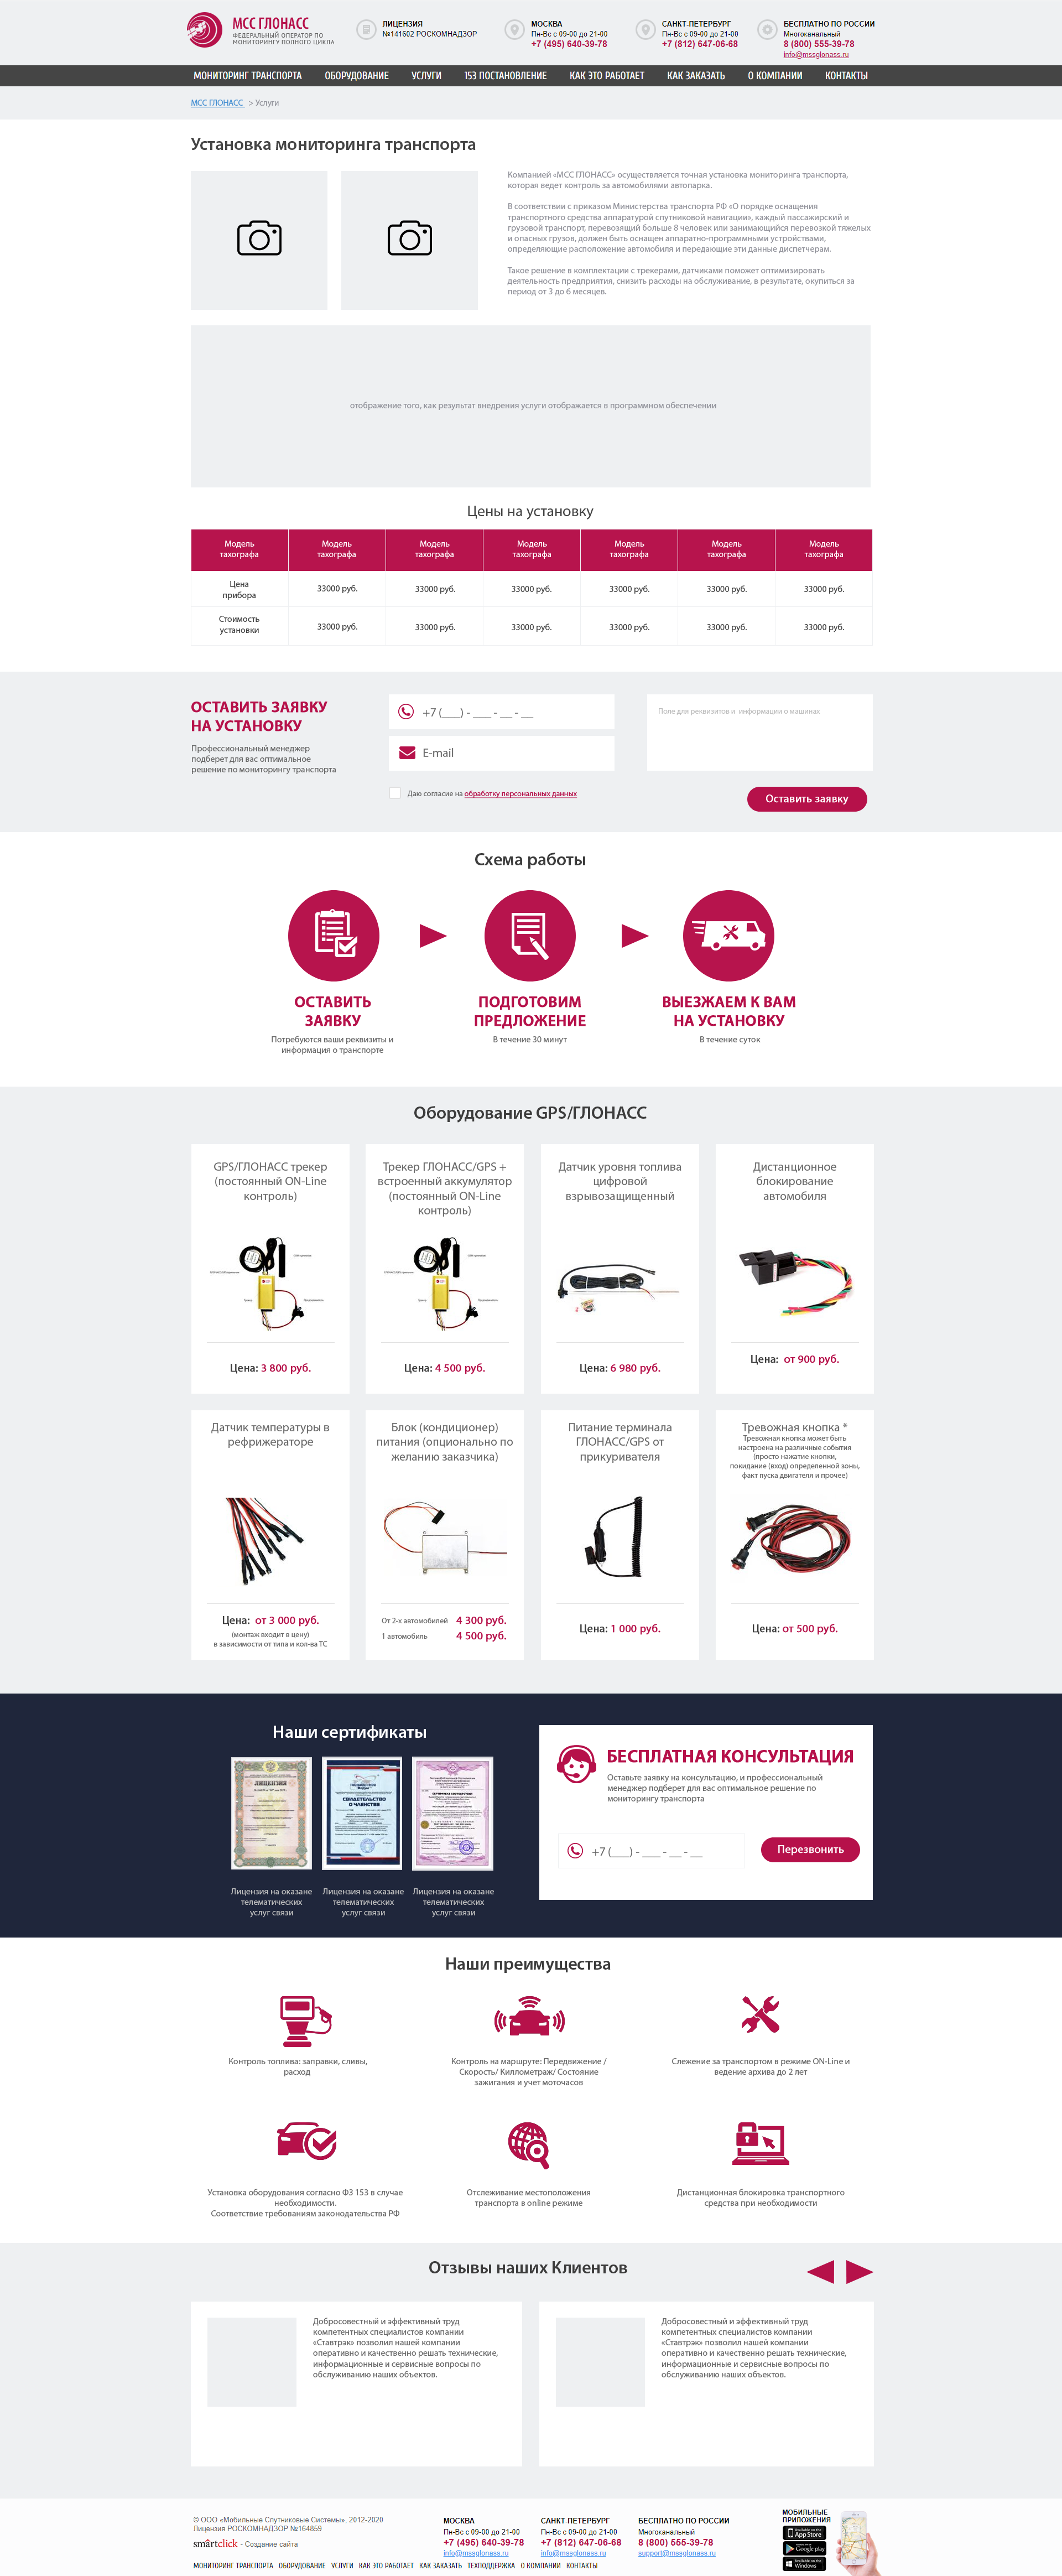 МСС ГЛОНАСС
ФЕДЕРАЛЬНЫЙ ОПЕРАТОР ПО
МОНИТОРИНГУ ПОЛНОГО ЦИКЛА
ЛИЦЕНЗИЯ
№141602 РОСКОМНАДЗОР
МОСКВА
Пн-Вс с 09-00 до 21-00
+7 (495) 640-39-78
САНКТ-ПЕТЕРБУРГ
Пн-Вс с 09-00 до 21-00
+7 (812) 647-06-68
БЕСПЛАТНО ПО РОССИИ
Многоканальный
8 (800) 555-39-78
info@mssglonass.ru
МОНИТОРИНГ ТРАНСПОРТА ОБОРУДОВАНИЕ УСЛУГИ 153 ПОСТАНОВЛЕНИЕ КАК ЭТО РАБОТАЕТ КАК ЗАКАЗАТЬ О КОМПАНИИ КОНТАКТЫ
МСС ГЛОНАСС > Услуги
Установка мониторинга транспорта
Компанией «МСС ГЛОНАСС» осуществляется точная установка мониторинга транспорта,
которая ведет контроль за автомобилями автопарка.
В соответствии с приказом Министерства транспорта РФ «О порядке оснащения
транспортного средства аппаратурой спутниковой навигации», каждый пассажирский и
грузовой транспорт, перевозящий больше 8 человек или занимающийся перевозкой тяжелых
и опасных грузов, должен быть оснащен аппаратно-программными устройствами,
определяющие расположение автомобиля и передающие эти данные диспетчерам.
Такое решение в комплектации с трекерами, датчиками поможет оптимизировать
деятельность предприятия, снизить расходы на обслуживание, в результате, окупиться за
период от 3 до 6 месяцев.
отображение того, как результат внедрения услуги отображается в программном обеспечении
Цены на установку
Модель Модель Модель Модель Модель Модель Модель
тахографа тахографа тахографа тахографа тахографа тахографа тахографа
Цена
прибора
33000 руб. 33000 руб. 33000 руб. 33000 руб. 33000 руб. 33000 руб.
Стоимость
установки
33000 руб. 33000 руб. 33000 руб. 33000 руб. 33000 руб. 33000 руб.
ОСТАВИТЬ ЗАЯВКУ
НА УСТАНОВКУ
Профессиональный менеджер
подберет для вас оптимальное
решение по мониторингу транспорта
+7 (___) - ___ - __ - __
E-mail
Даю согласие на обработку персональных данных
Поле для реквизитов и информации о машинах
Оставить заявку
Схема работы
ОСТАВИТЬ
ЗАЯВКУ
Потребуются ваши реквизиты и
информация о транспорте
ПОДГОТОВИМ
ПРЕДЛОЖЕНИЕ
В течение 30 минут
ВЫЕЗЖАЕМ К ВАМ
НА УСТАНОВКУ
В течение суток
Оборудование GPS/ГЛОНАСС
GPS/ГЛОНАСС трекер
(постоянный ON-Line
контроль)
Цена: 3 800 руб.
Трекер ГЛОНАСС/GPS +
встроенный аккумулятор
(постоянный ON-Line
контроль)
Цена: 4 500 руб.
Датчик уровня топлива
цифровой
взрывозащищенный
Цена: 6 980 руб.
Дистанционное
блокирование
автомобиля
Цена: от 900 руб.
Датчик температуры в
рефрижераторе
Цена: от 3 000 руб.
(монтаж входит в цену)
в зависимости от типа и кол-ва ТС
Блок (кондиционер)
питания (опционально по
желанию заказчика)
От 2-х автомобилей 4 300 руб.
1 автомобиль 4 500 руб.
Питание терминала
ГЛОНАСС/GPS от
прикуривателя
Цена: 1 000 руб.
Тревожная кнопка *
Тревожная кнопка может быть
настроена на различные события
(просто нажатие кнопки,
покидание (вход) определенной зоны,
факт пуска двигателя и прочее)
Цена: от 500 руб.
Наши сертификаты
ЛИЦЕНЗИЯ
СВИДЕТЕЛЬСТВО
О ЧЛЕНСТВЕ
Лицензия на оказане
телематических
услуг связи
Лицензия на оказане
телематических
услуг связи
Лицензия на оказане
телематических
услуг связи
БЕСПЛАТНАЯ КОНСУЛЬТАЦИЯ
Оставьте заявку на консультацию, и профессиональный
менеджер подберет для вас оптимальное решение по
мониторингу транспорта
+7 (___) - ___ - __ - __
Перезвонить
Наши преимущества
Контроль топлива: заправки, сливы,
расход
Контроль на маршруте: Передвижение /
Скорость/ Киллометраж/ Состояние
зажигания и учет моточасов
Слежение за транспортом в режиме ON-Line и
ведение архива до 2 лет
Установка оборудования согласно ФЗ 153 в случае
необходимости.
Соответствие требованиям законодательства РФ
Отслеживание местоположения
транспорта в online режиме
Дистанционная блокировка транспортного
средства при необходимости
Отзывы наших Клиентов
Добросовестный и эффективный труд
компетентных специалистов компании
«Ставтрэк» позволил нашей компании
оперативно и качественно решать технические,
информационные и сервисные вопросы по
обслуживанию наших объектов.
Добросовестный и эффективный труд
компетентных специалистов компании
«Ставтрэк» позволил нашей компании
оперативно и качественно решать технические,
информационные и сервисные вопросы по
обслуживанию наших объектов.
© ООО «Мобильные Спутниковые Системы», 2012-2020
Лицензия РОСКОМНАДЗОР №164859
smartclick - Создание сайта
МОСКВА
Пн-Вс с 09-00 до 21-00
+7 (495) 640-39-78
info@mssglonass.ru
САНКТ-ПЕТЕРБУРГ
Пн-Вс с 09-00 до 21-00
+7 (812) 647-06-68
info@mssglonass.ru
БЕСПЛАТНО ПО РОССИИ
Многоканальный
8 (800) 555-39-78
support@mssglonass.ru
МОБИЛЬНЫЕ
ПРИЛОЖЕНИЯ
App Store
Google play
Windows
МОНИТОРИНГ ТРАНСПОРТА ОБОРУДОВАНИЕ УСЛУГИ КАК ЭТО РАБОТАЕТ КАК ЗАКАЗАТЬ ТЕХПОДДЕРЖКА О КОМПАНИИ КОНТАКТЫ